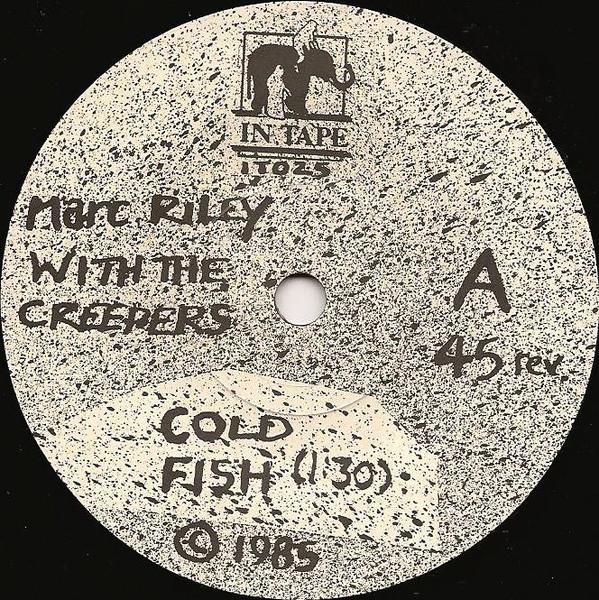 IN TAPE
IT025
Marc RILEY
WITH THE
CREEPERS
A
45 rev.
COLD
FISH (1'30)
© 1985